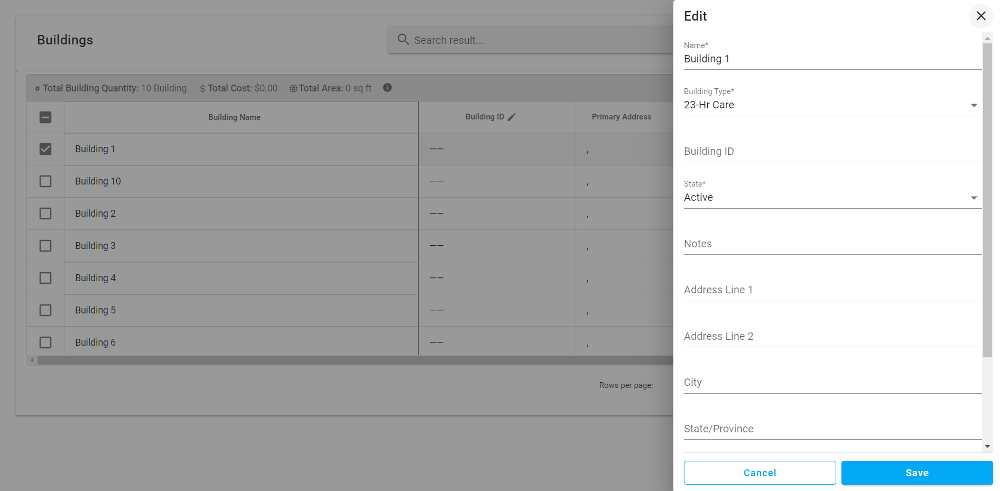 Buildings
Search result...
# Total Building Quantity: 10 Building $ Total Cost: $0.00 Total Area: 0 sq ft
Building Name Building ID Primary Address
Building 1 —— ,
Building 10 —— ,
Building 2 —— ,
Building 3 —— ,
Building 4 —— ,
Building 5 —— ,
Building 6 —— ,
Rows per page:
Edit
Name*
Building 1
Building Type*
23-Hr Care
Building ID
State*
Active
Notes
Address Line 1
Address Line 2
City
State/Province
Cancel Save